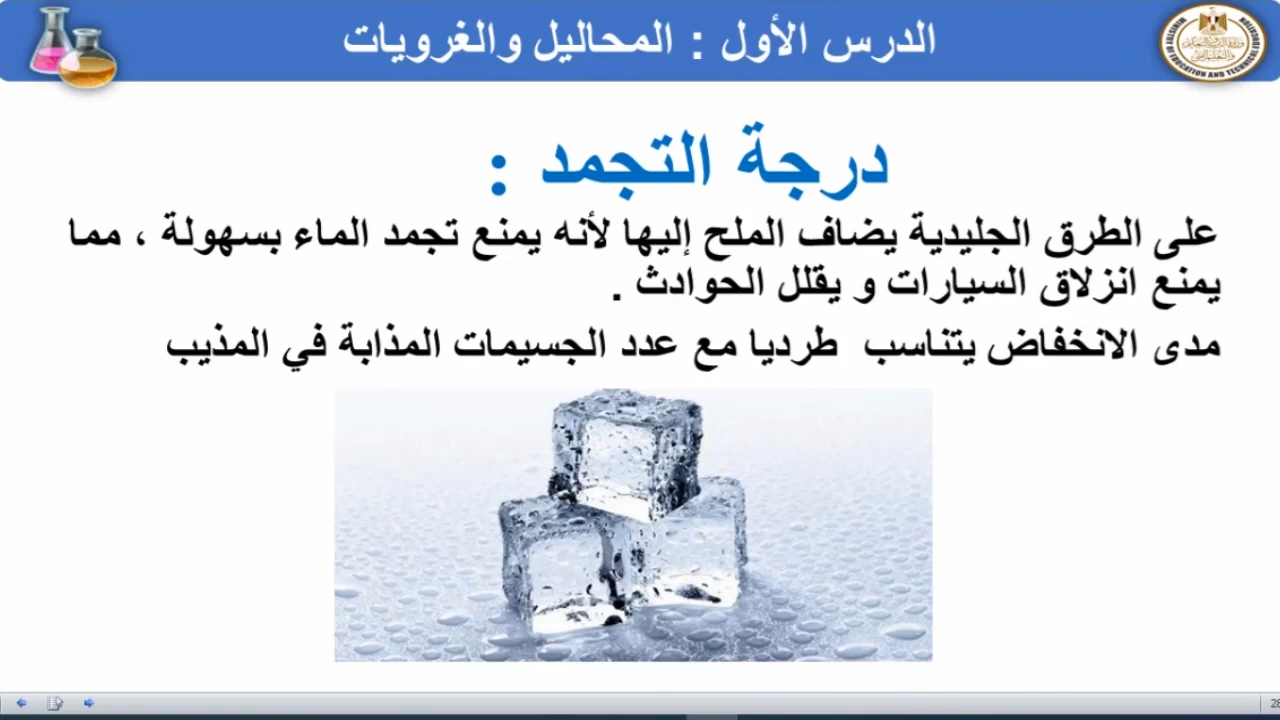 الدرس الأول : المحاليل والغرويات
درجة التجمد :
على الطرق الجليدية يضاف الملح إليها لأنه يمنع تجمد الماء بسهولة ، مما
يمنع انزلاق السيارات و يقلل الحوادث .
مدى الانخفاض يتناسب طرديا مع عدد الجسيمات المذابة في المذيب